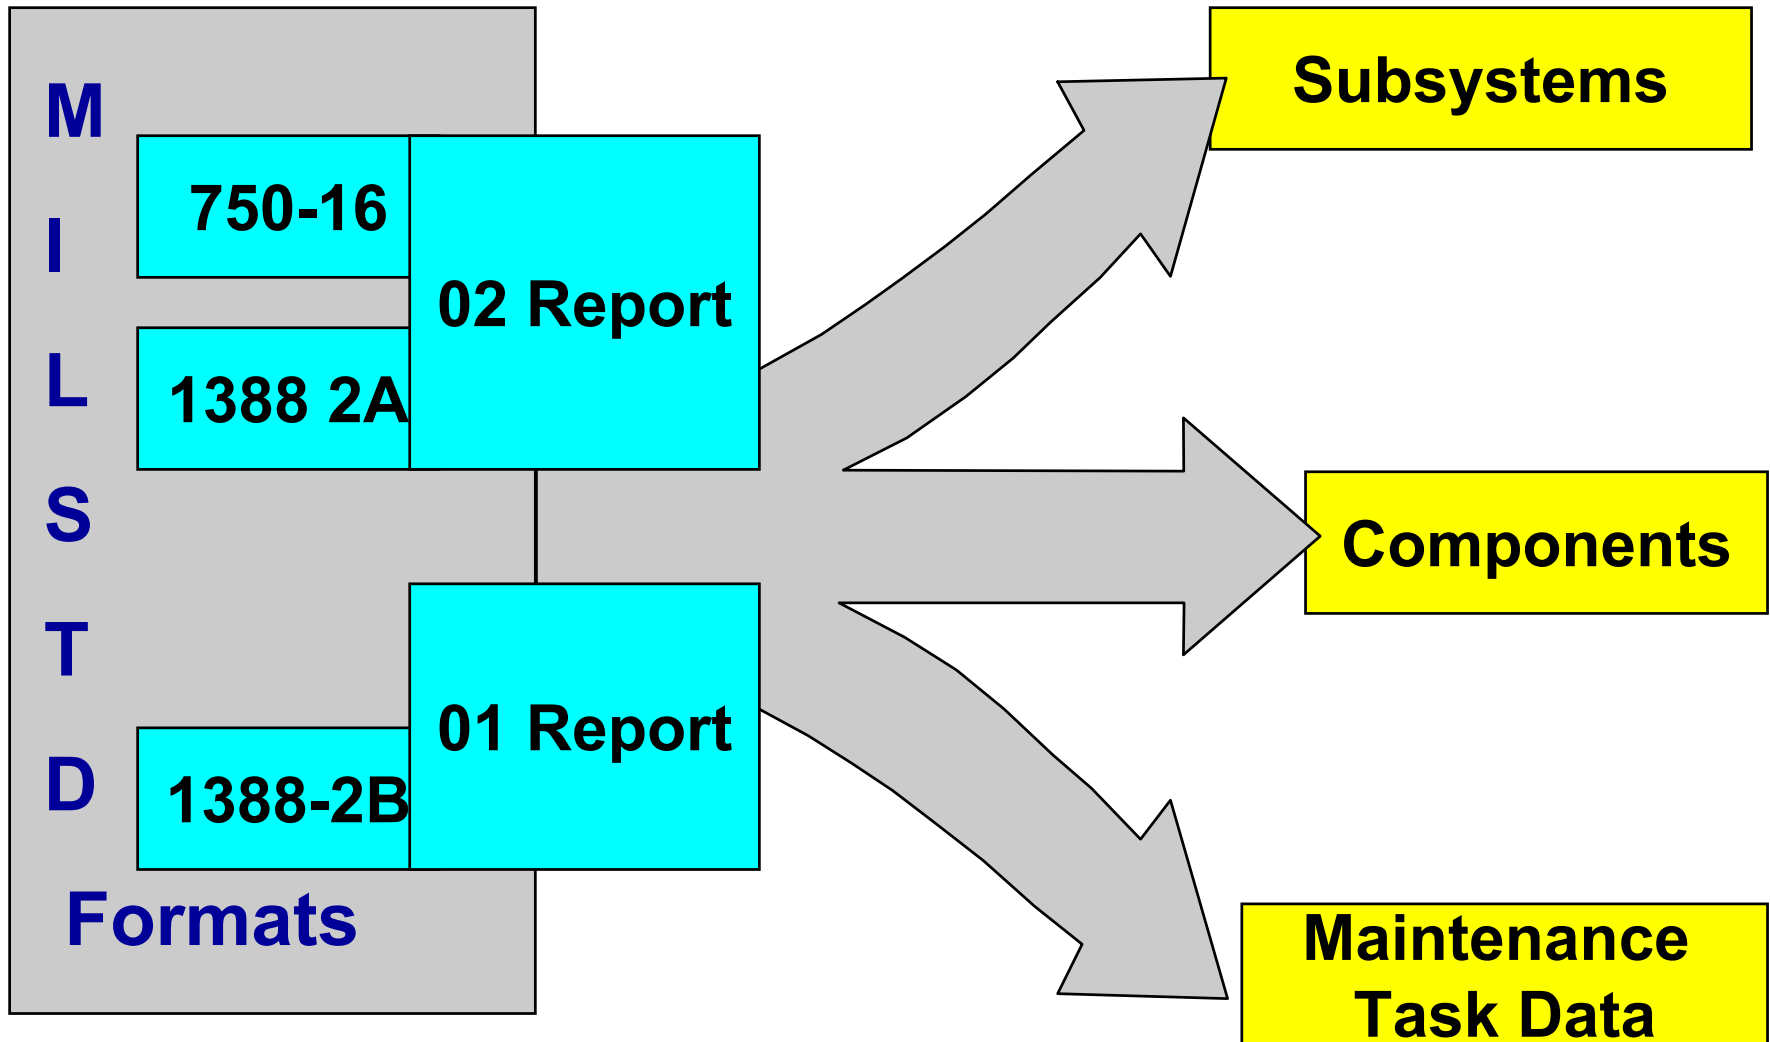 M
I
L
S
T
D
Formats
750-16
1388 2A
02 Report
01 Report
1388-2B
Subsystems
Components
Maintenance
Task Data